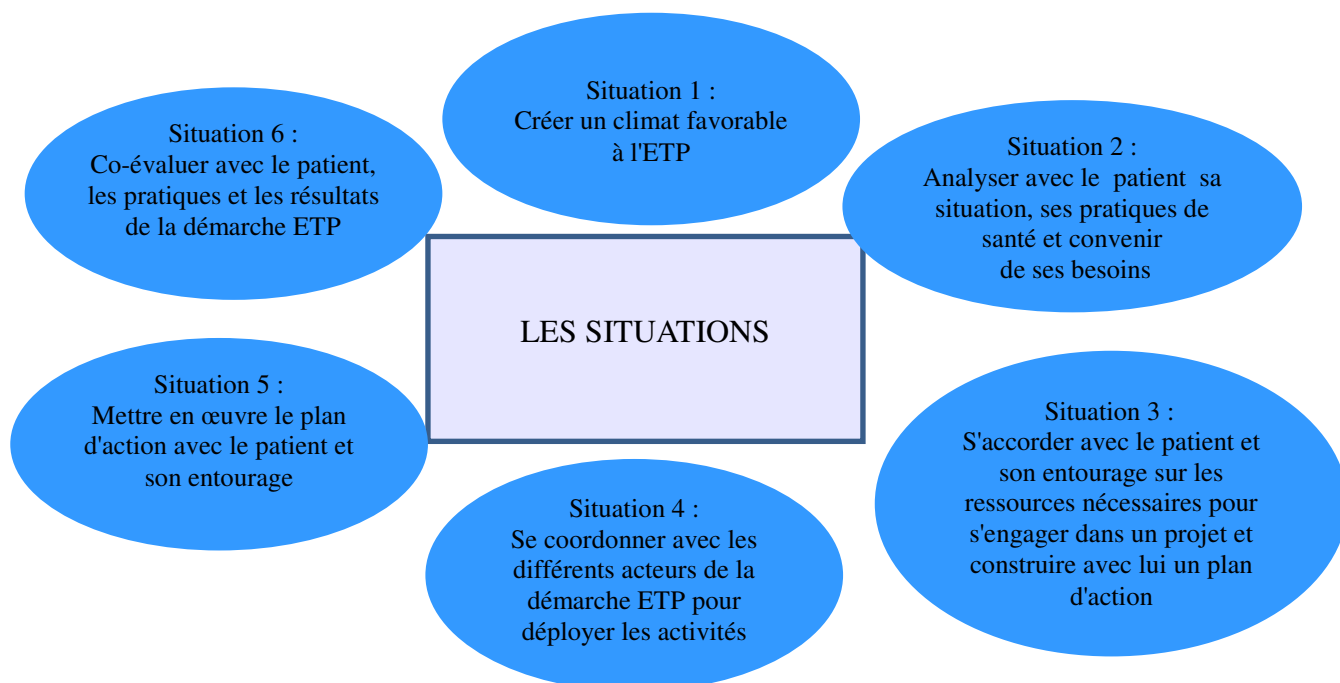 Situation 1 :
Créer un climat favorable
à l'ETP
Situation 2 :
Analyser avec le patient sa
situation, ses pratiques de
santé et convenir
de ses besoins
Situation 3 :
S'accorder avec le patient et
son entourage sur les
ressources nécessaires pour
s'engager dans un projet et
construire avec lui un plan
d'action
Situation 4 :
Se coordonner avec les
différents acteurs de la
démarche ETP pour
déployer les activités
Situation 5 :
Mettre en œuvre le plan
d'action avec le patient et
son entourage
Situation 6 :
Co-évaluer avec le patient,
les pratiques et les résultats
de la démarche ETP
LES SITUATIONS